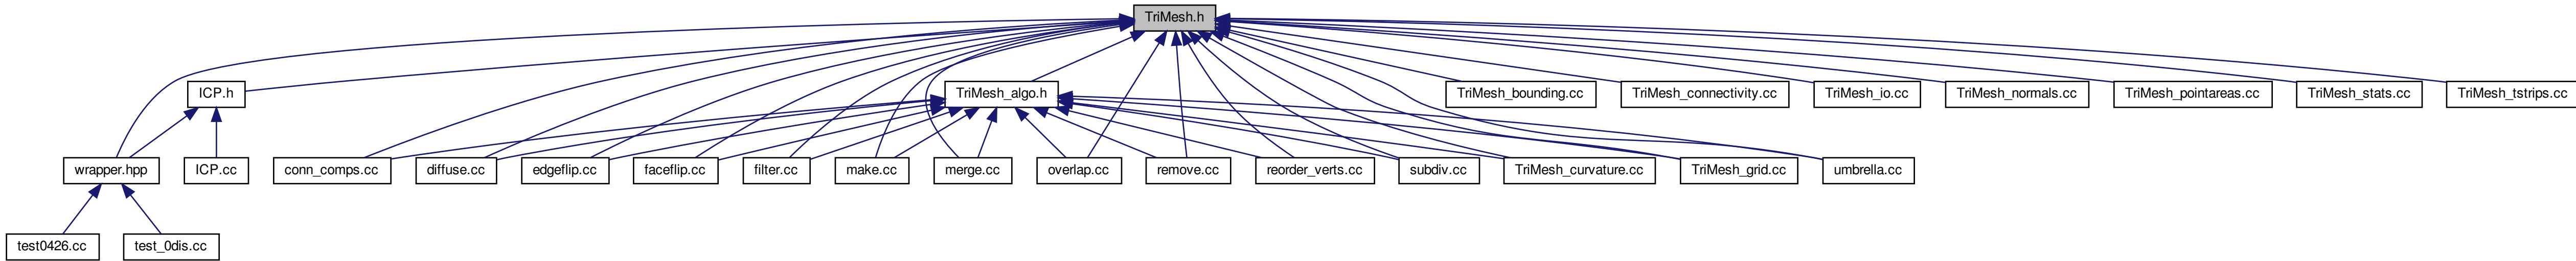 TriMesh.h
ICP.h
TriMesh_algo.h
TriMesh_bounding.cc
TriMesh_connectivity.cc
TriMesh_io.cc
TriMesh_normals.cc
TriMesh_pointareas.cc
TriMesh_stats.cc
TriMesh_tstrips.cc
wrapper.hpp
ICP.cc
conn_comps.cc
diffuse.cc
edgeflip.cc
faceflip.cc
filter.cc
make.cc
merge.cc
overlap.cc
remove.cc
reorder_verts.cc
subdiv.cc
TriMesh_curvature.cc
TriMesh_grid.cc
umbrella.cc
test0426.cc
test_0dis.cc